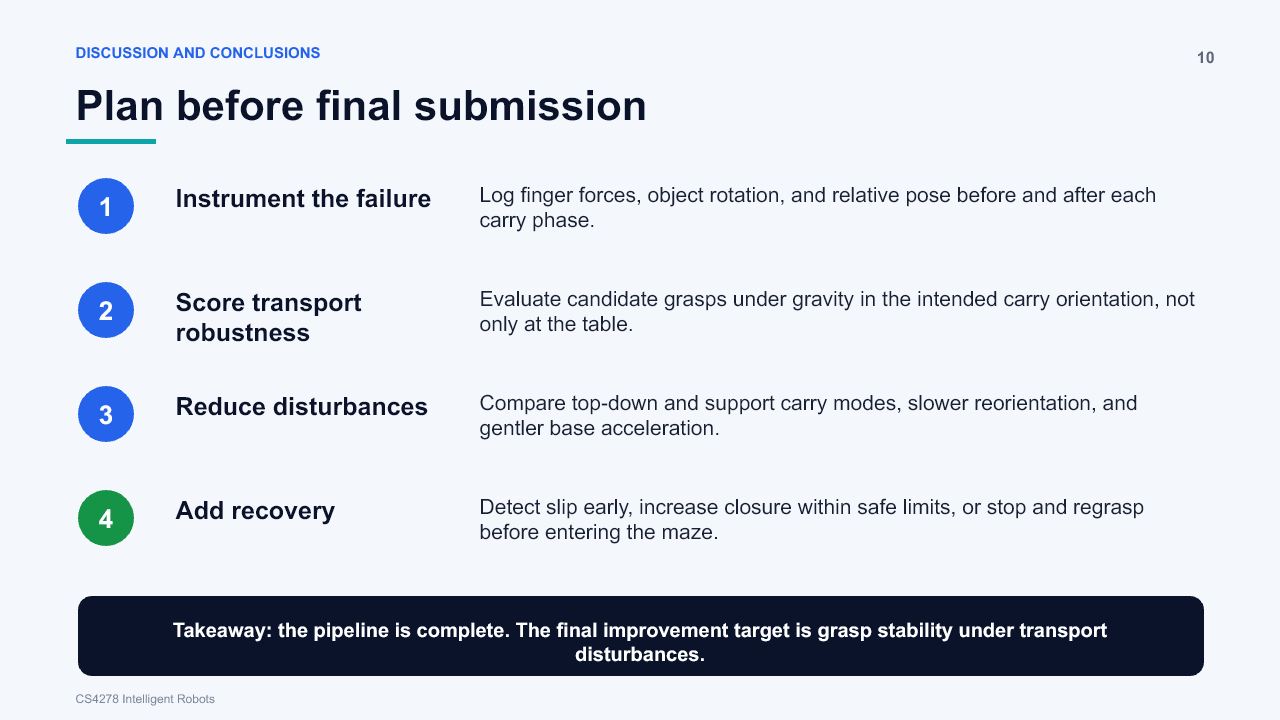 DISCUSSION AND CONCLUSIONS
10
Plan before final submission
1
Instrument the failure
Log finger forces, object rotation, and relative pose before and after each
carry phase.
2
Score transport
robustness
Evaluate candidate grasps under gravity in the intended carry orientation, not
only at the table.
3
Reduce disturbances
Compare top-down and support carry modes, slower reorientation, and
gentler base acceleration.
4
Add recovery
Detect slip early, increase closure within safe limits, or stop and regrasp
before entering the maze.
Takeaway: the pipeline is complete. The final improvement target is grasp stability under transport
disturbances.
CS4278 Intelligent Robots